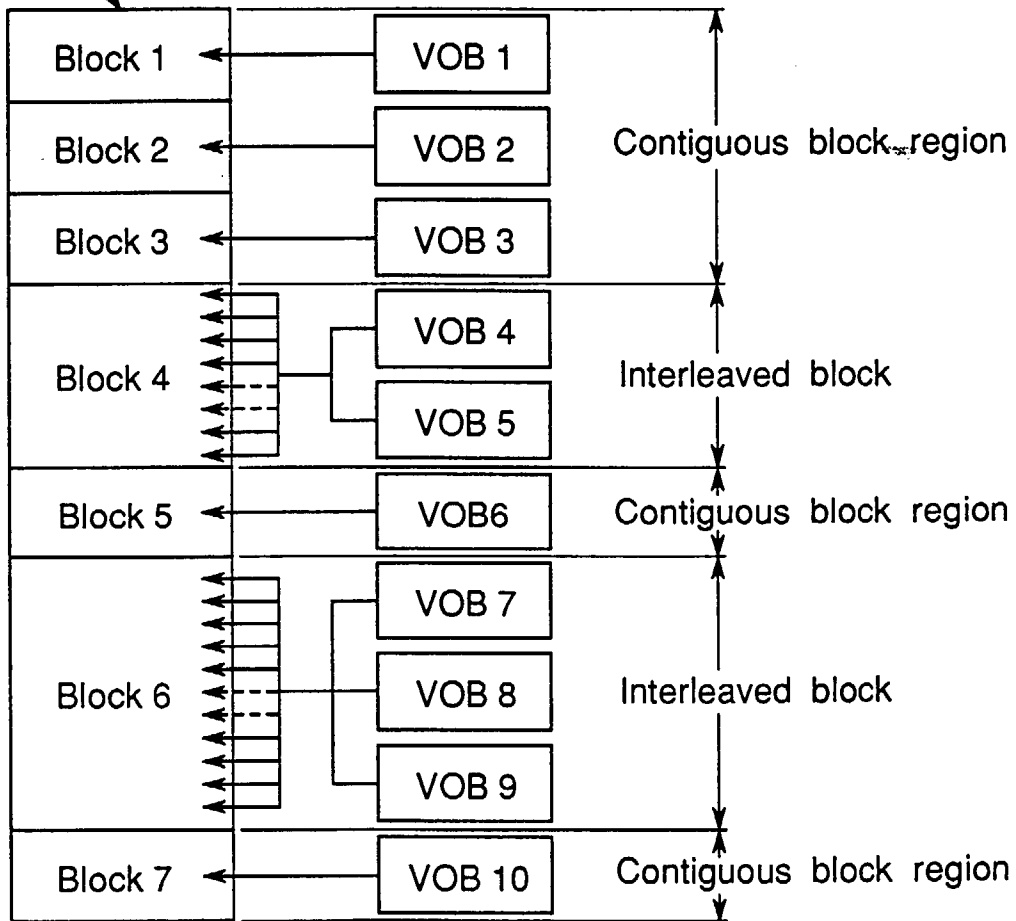 Block 1
VOB 1
Block 2
VOB 2
Contiguous block region
Block 3
VOB 3
VOB 4
Block 4
Interleaved block
VOB 5
Block 5
VOB6
Contiguous block region
VOB 7
Block 6
VOB 8
Interleaved block
VOB 9
Block 7
VOB 10
Contiguous block region